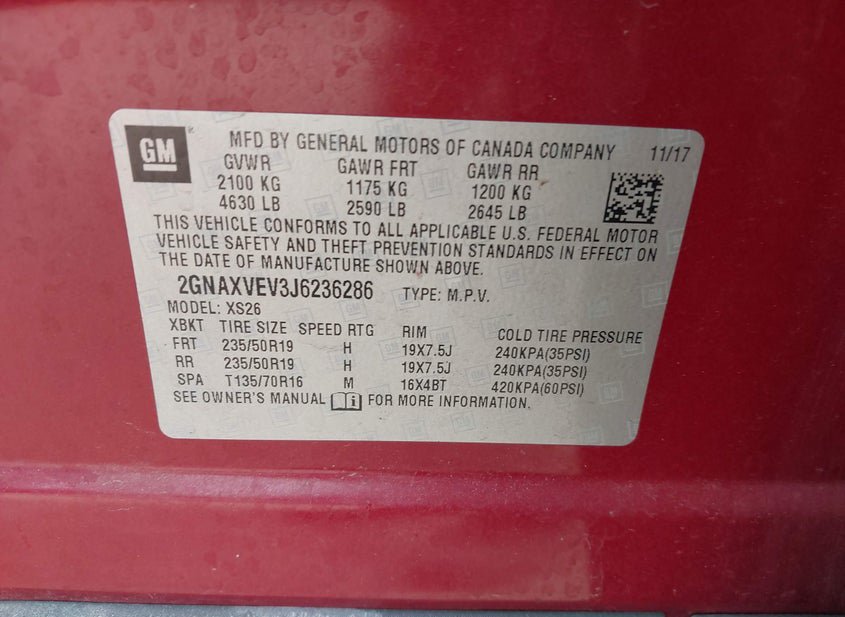 GM
MFD BY GENERAL MOTORS OF CANADA COMPANY 11/17
GVWR GAWR FRT GAWR RR
2100 KG 1175 KG 1200 KG
4630 LB 2590 LB 2645 LB
THIS VEHICLE CONFORMS TO ALL APPLICABLE U.S. FEDERAL MOTOR
VEHICLE SAFETY AND THEFT PREVENTION STANDARDS IN EFFECT ON
THE DATE OF MANUFACTURE SHOWN ABOVE.
2GNAXVEV3J6236286 TYPE: M.P.V.
MODEL: XS26
XBKT TIRE SIZE SPEED RTG RIM COLD TIRE PRESSURE
FRT 235/50R19 H 19X7.5J 240KPA(35PSI)
RR 235/50R19 H 19X7.5J 240KPA(35PSI)
SPA T135/70R16 M 16X4BT 420KPA(60PSI)
SEE OWNER'S MANUAL FOR MORE INFORMATION.